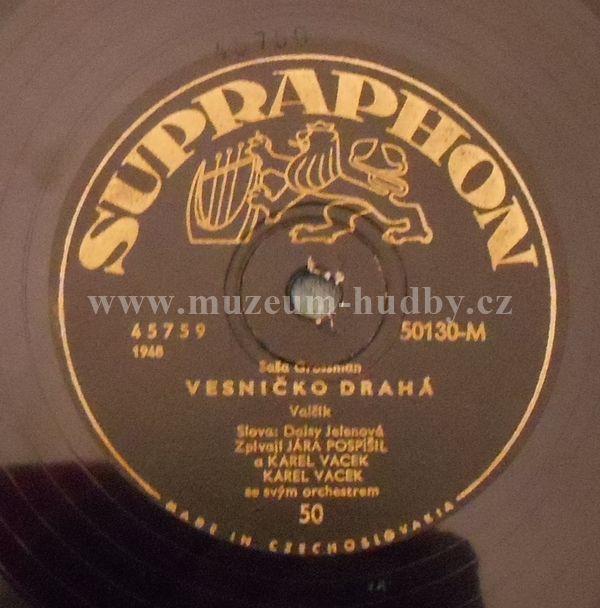 SUPRAPHON
www.muzeum-hudby.cz
45759
1948
50130-M
Saša Grossman
VESNIČKO DRAHÁ
Valčík
Slova: Daisy Jelenová
Zpívají JÁRA POSPÍŠIL
a KAREL VACEK
KAREL VACEK
se svým orchestrem
50
MADE IN CZECHOSLOVAKIA